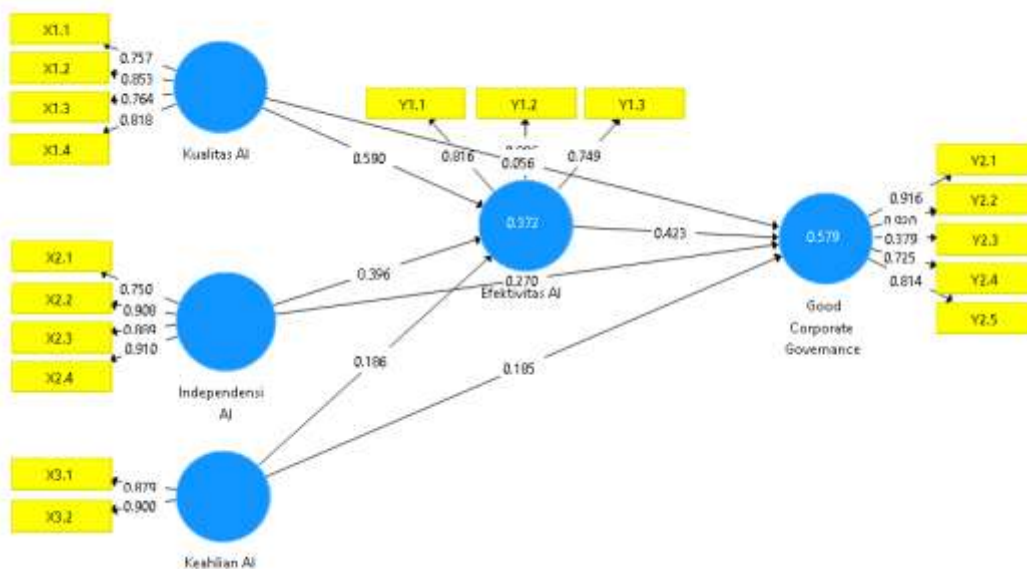 X1.1
0.757
X1.2
0.853
X1.3
0.764
X1.4
0.818
Kualitas AI
Y1.1
Y1.2
Y1.3
0.816
0.749
0.056
0.590
Y2.1
0.916
Y2.2
Y2.3
0.379
0.725
Y2.4
0.814
Y2.5
0.372
0.423
0.579
Efektivitas AI
Good
Corporate
Governance
X2.1
0.750
X2.2
0.908
X2.3
0.889
X2.4
0.910
Independensi
AI
0.396
0.270
0.186
0.185
X3.1
0.879
X3.2
0.900
Keahlian AI